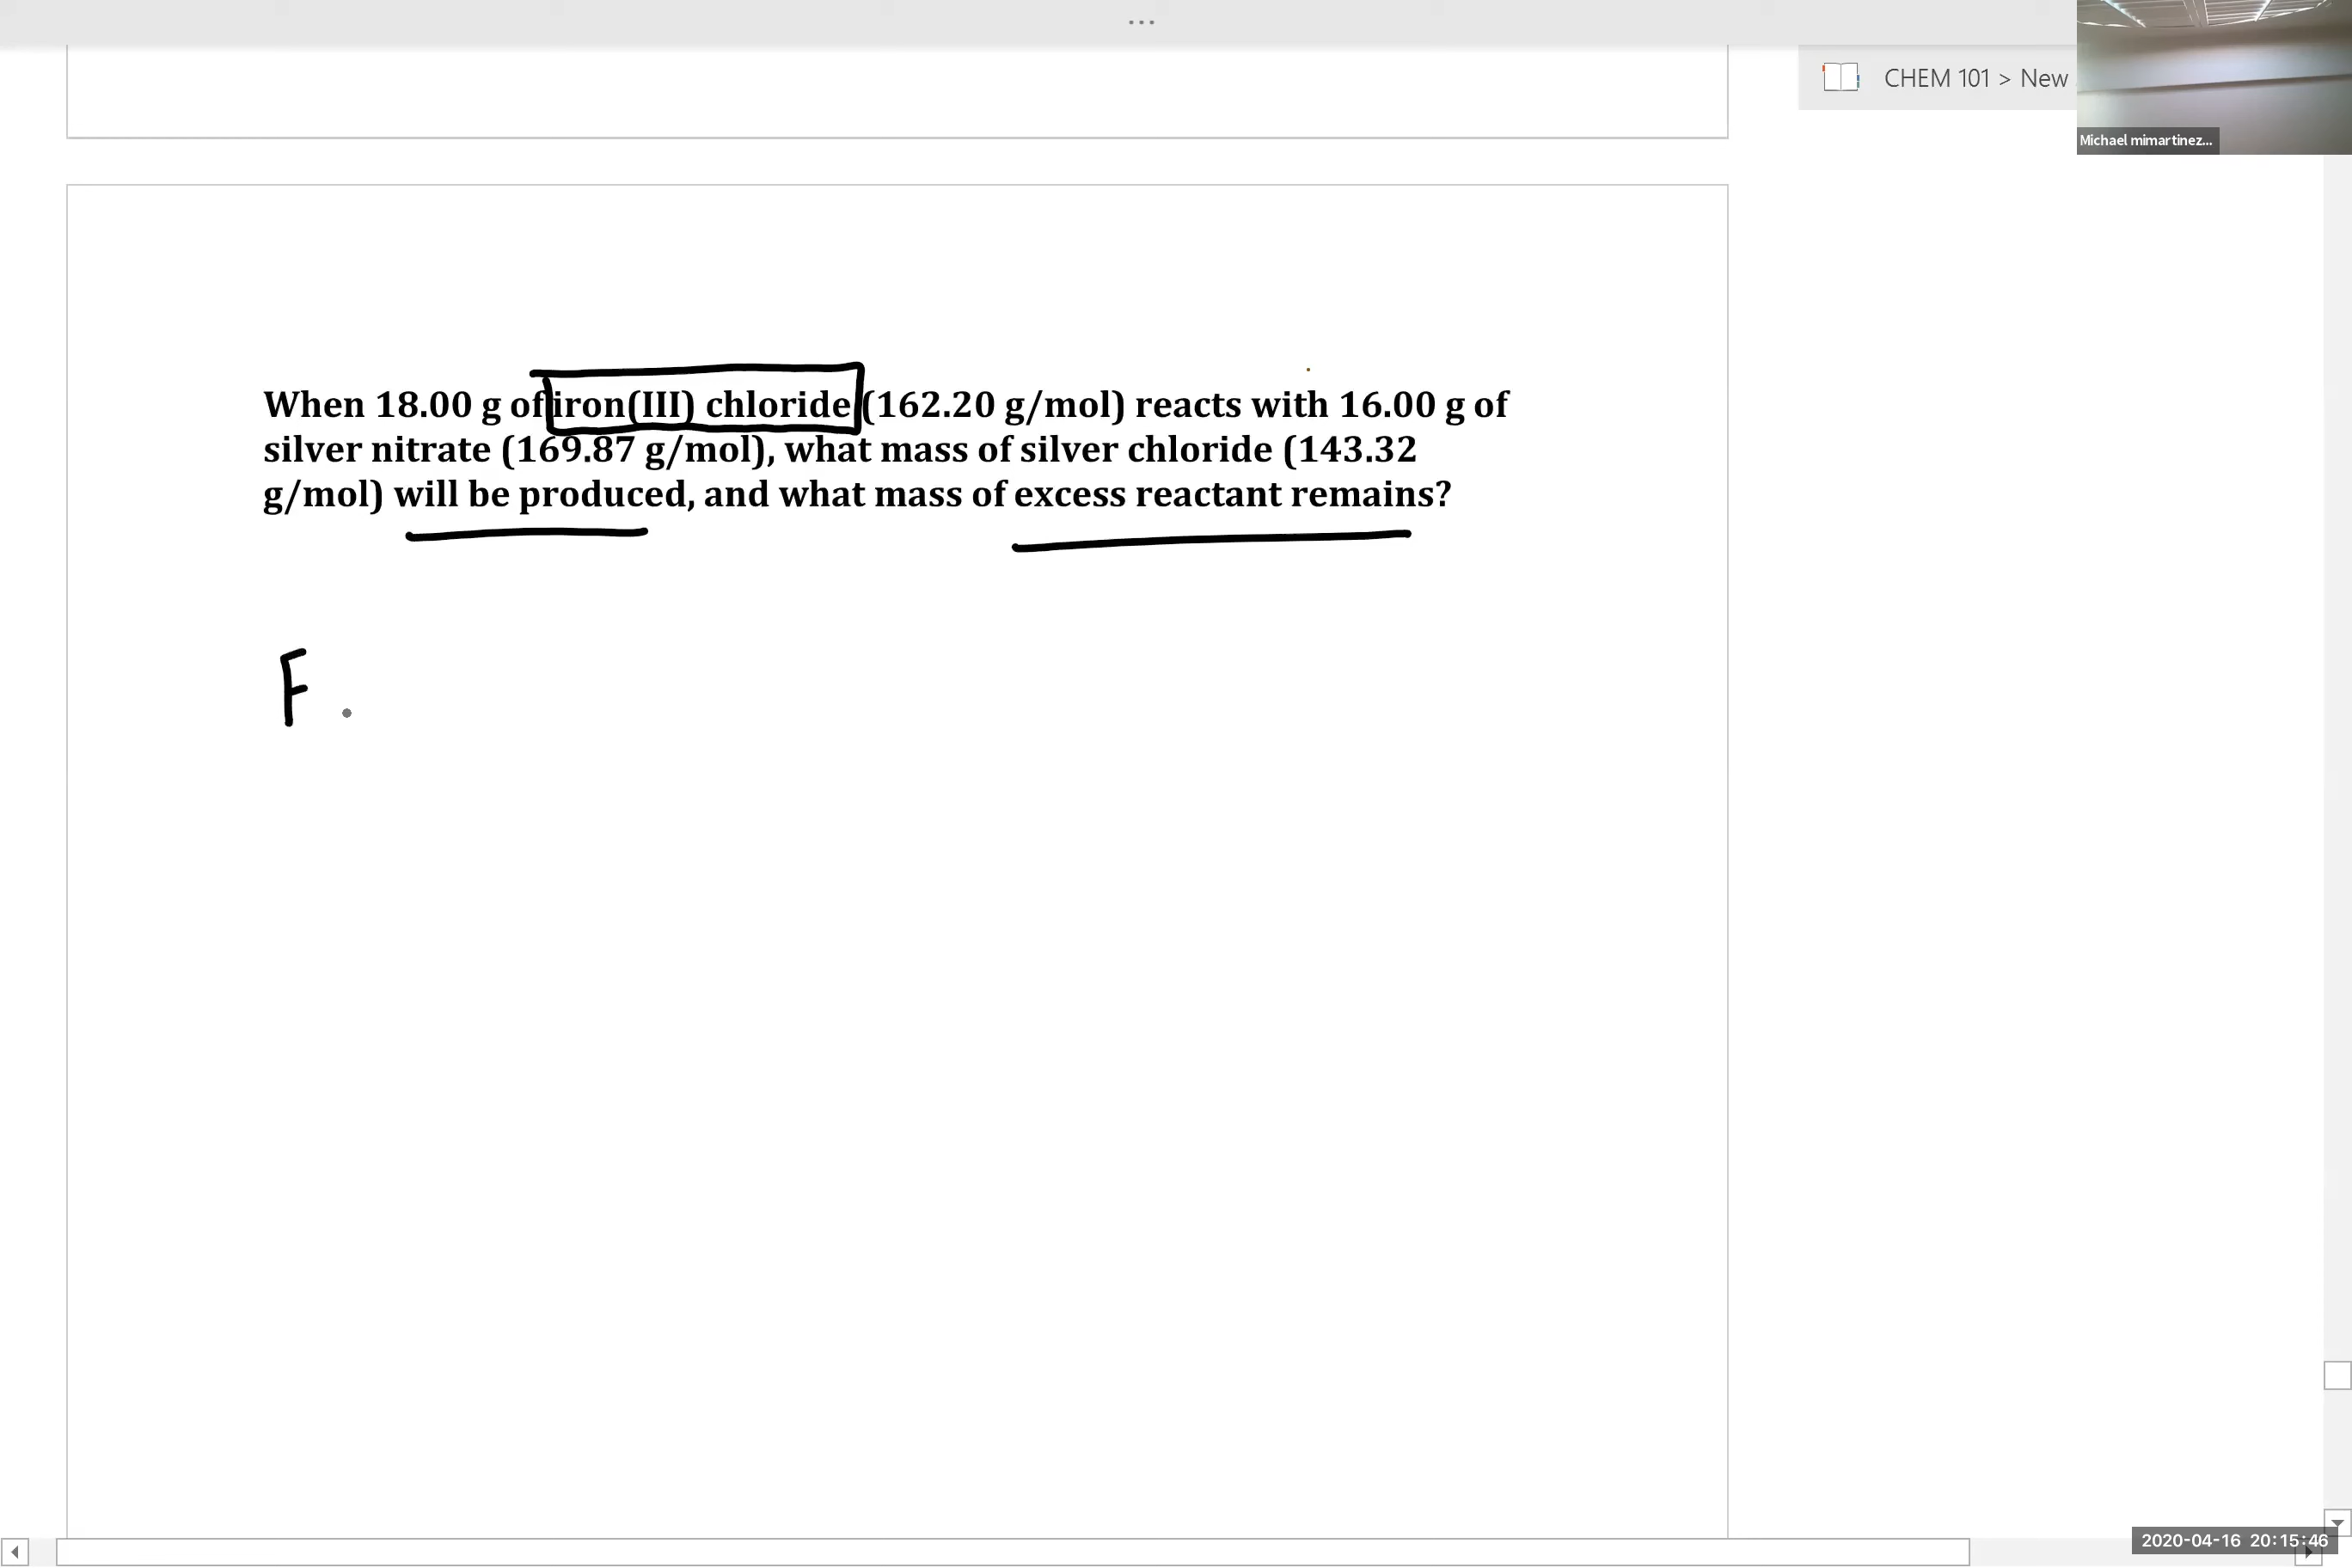 ...
CHEM 101 > New
Michael mimartinez...
When 18.00 g of iron(III) chloride (162.20 g/mol) reacts with 16.00 g of
silver nitrate (169.87 g/mol), what mass of silver chloride (143.32
g/mol) will be produced, and what mass of excess reactant remains?
F
2020-04-16 20:15:46